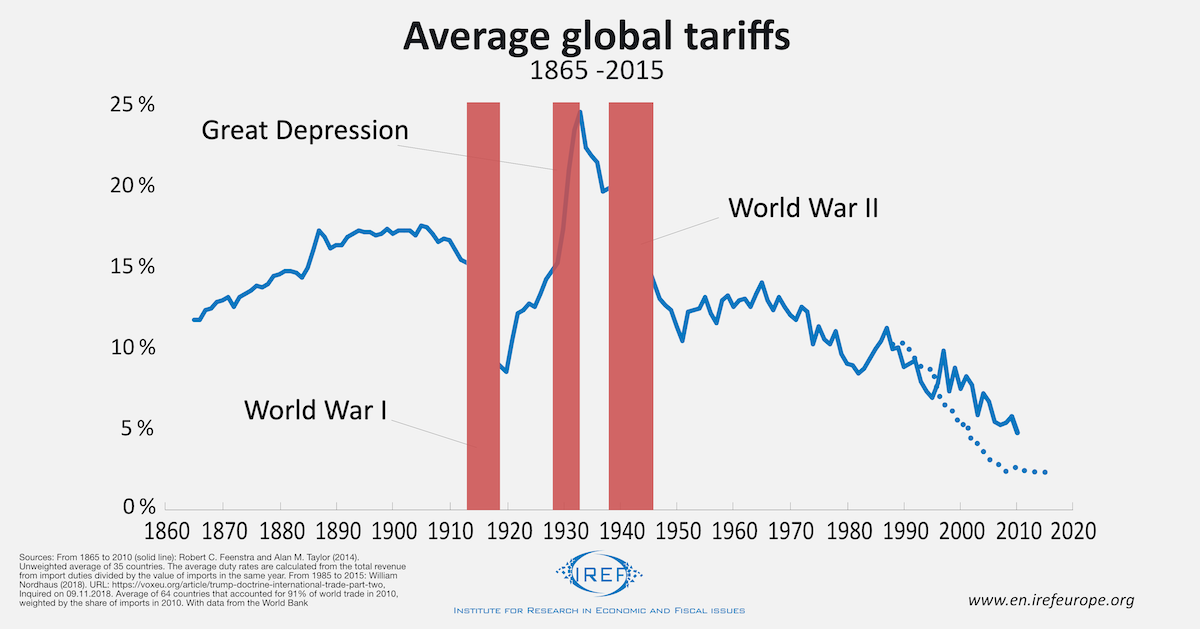 Average global tariffs
1865 -2015
25 %
Great Depression
20 %
World War II
15 %
10 %
World War I
5 %
0 %
1860 1870 1880 1890 1900 1910 1920 1930 1940 1950 1960 1970 1980 1990 2000 2010 2020
Sources: From 1865 to 2010 (solid line): Robert C. Feenstra and Alan M. Taylor (2014).
Unweighted average of 35 countries. The average duty rates are calculated from the total revenue
from import duties divided by the value of imports in the same year. From 1985 to 2015: William
Nordhaus (2018). URL: https://voxeu.org/article/trump-doctrine-international-trade-part-two,
Inquired on 09.11.2018. Average of 64 countries that accounted for 91% of world trade in 2010,
weighted by the share of imports in 2010. With data from the World Bank
IREF
Institute for Research in Economic and Fiscal issues
www.en.irefeurope.org